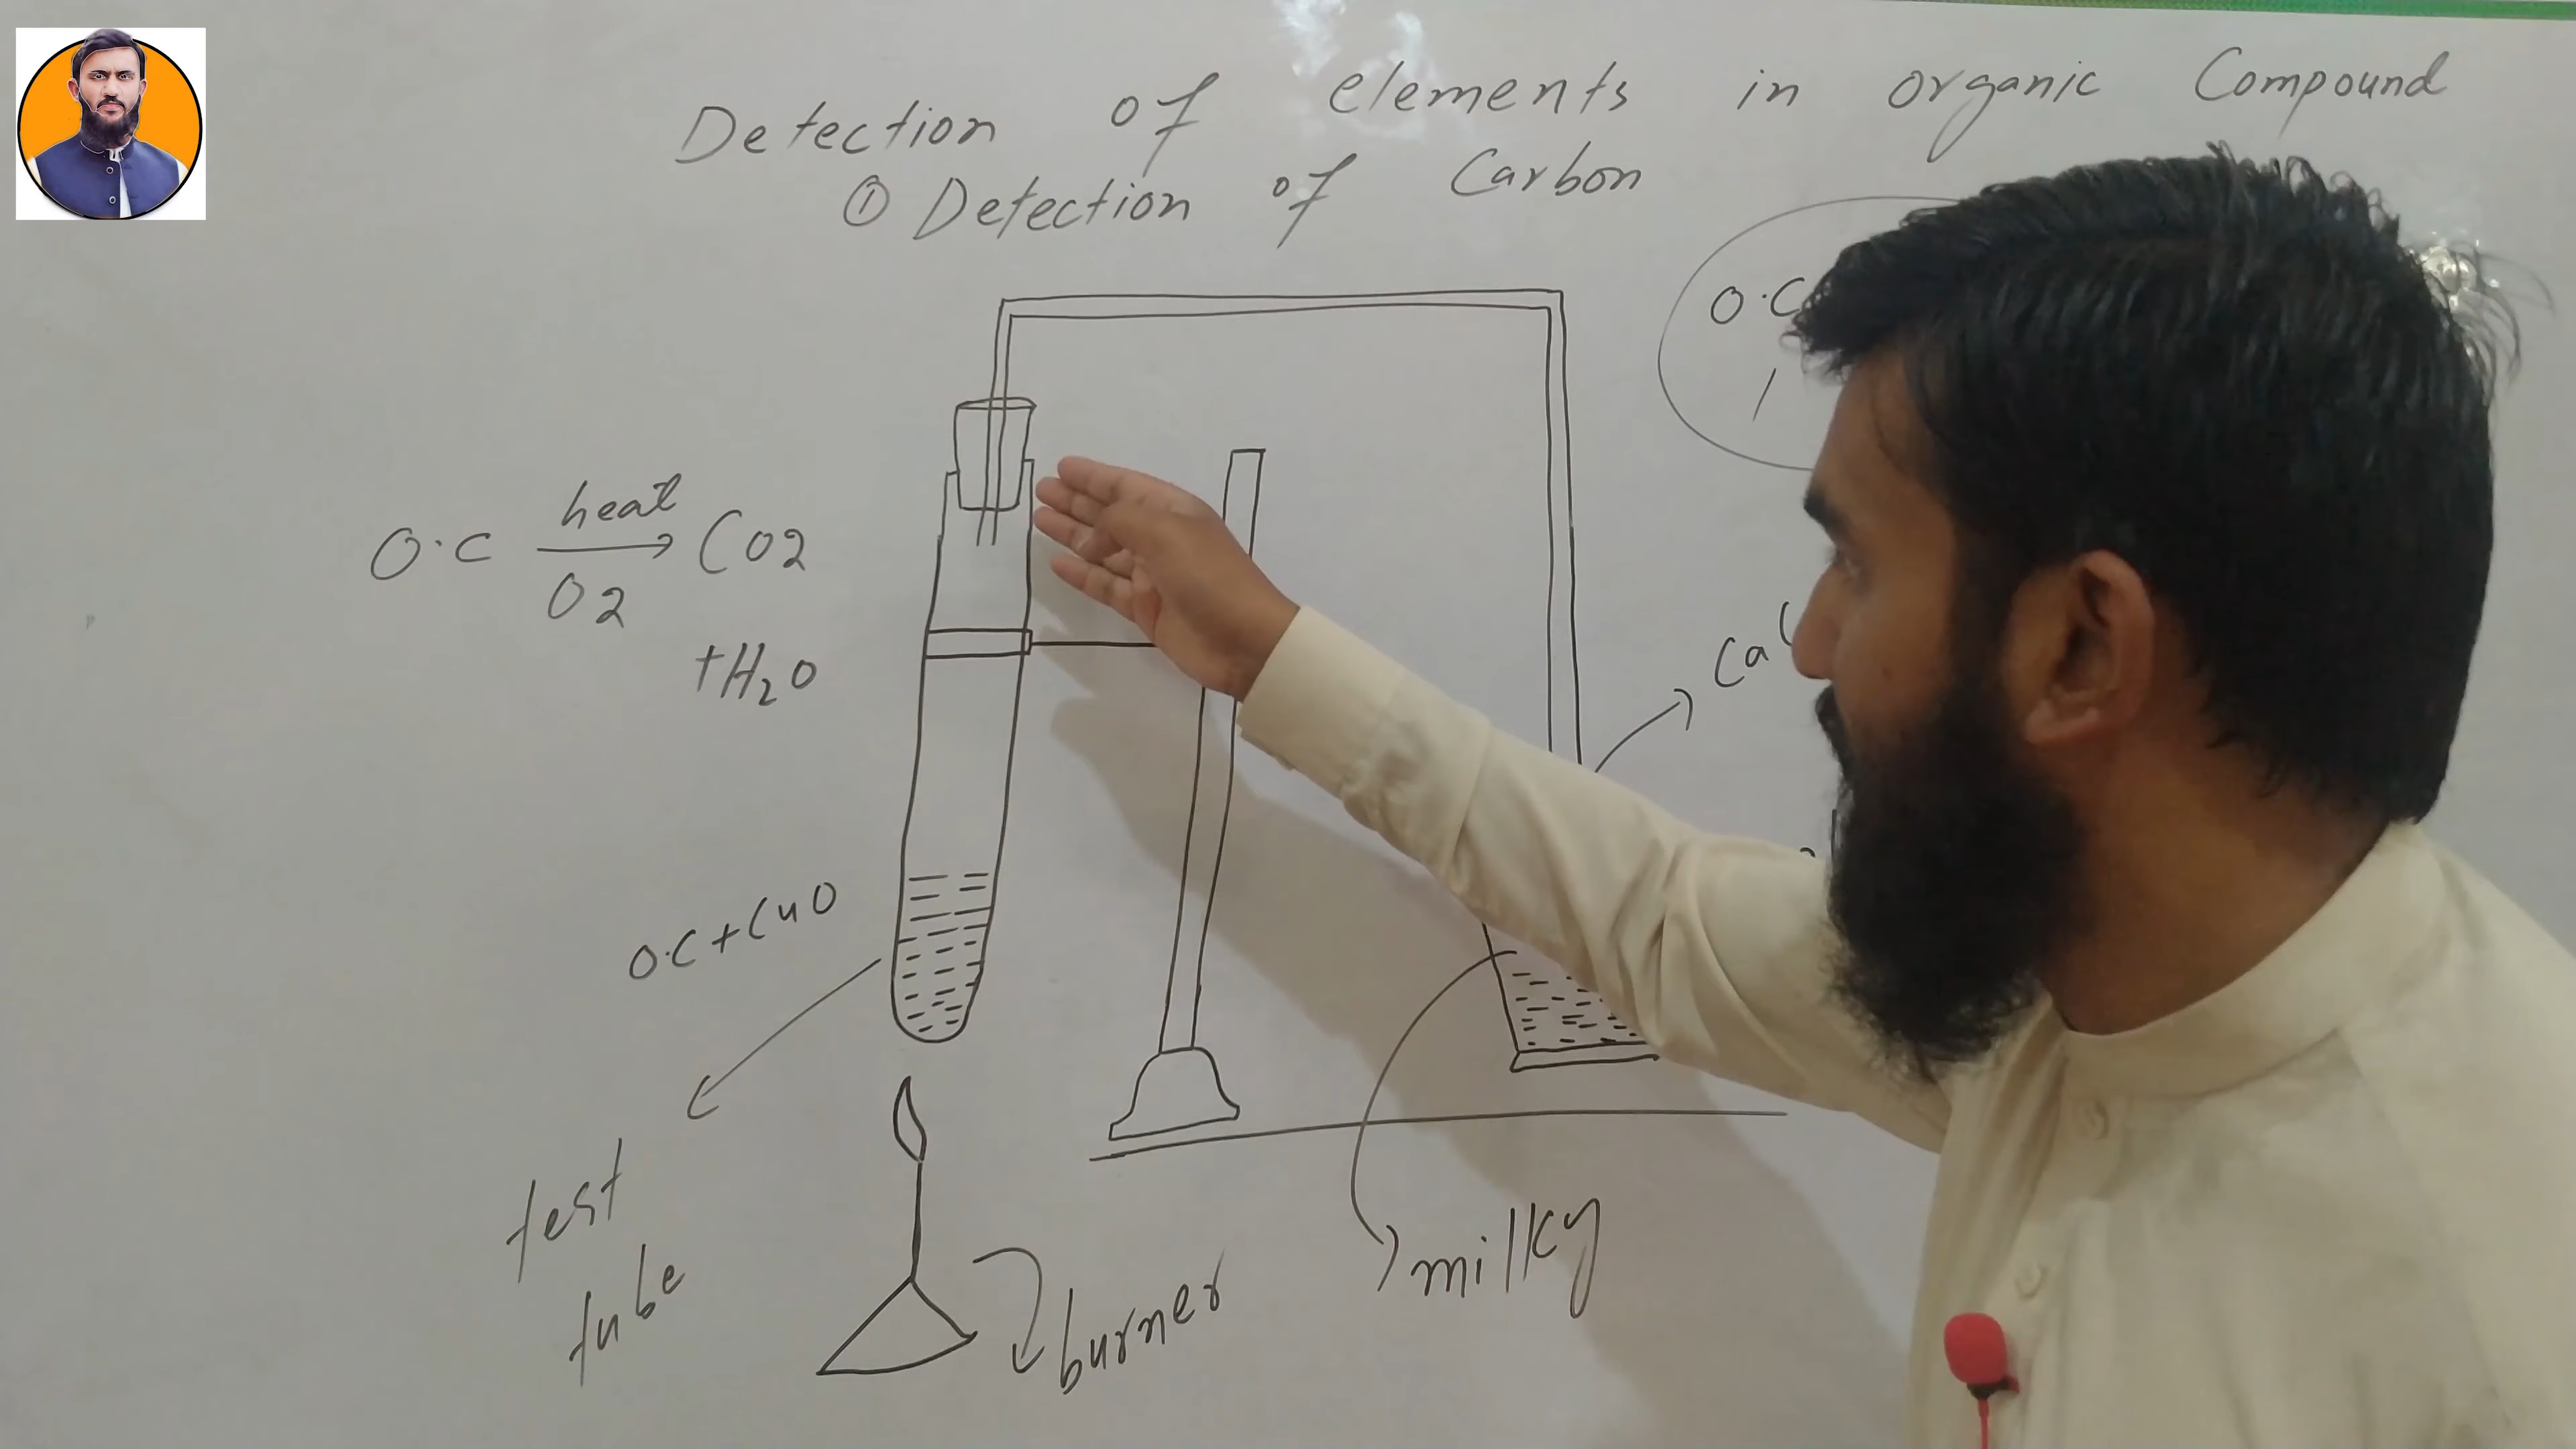 Detection of elements in organic Compound
① Detection of Carbon
O.C
heat
O.C → CO2
O2
+H2O
Ca(
O.C + CuO
test
tube
burner
milky